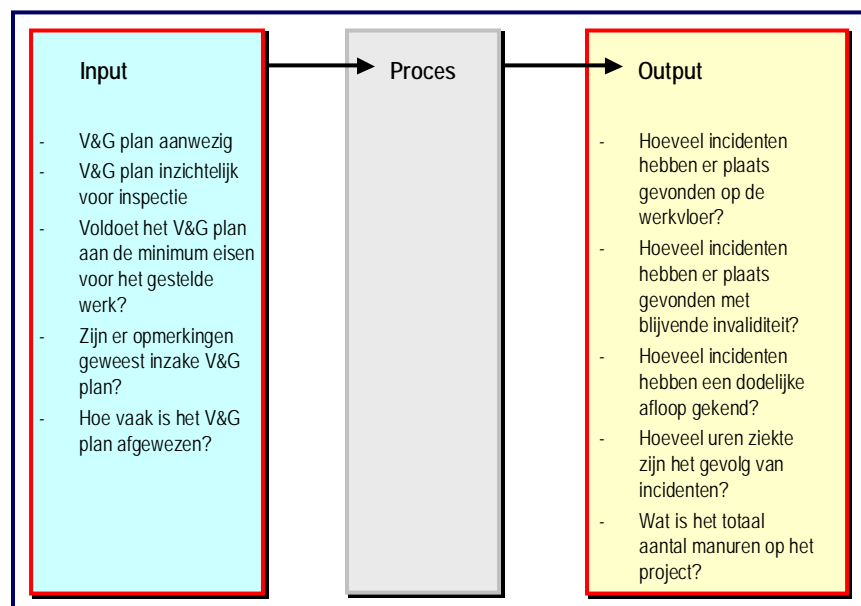 Input
- V&G plan aanwezig
- V&G plan inzichtelijk
voor inspectie
- Voldoet het V&G plan
aan de minimum eisen
voor het gestelde
werk?
- Zijn er opmerkingen
geweest inzake V&G
plan?
- Hoe vaak is het V&G
plan afgewezen?
Proces
Output
- Hoeveel incidenten
hebben er plaats
gevonden op de
werkvloer?
- Hoeveel incidenten
hebben er plaats
gevonden met
blijvende invaliditeit?
- Hoeveel incidenten
hebben een dodelijke
afloop gekend?
- Hoeveel uren ziekte
zijn het gevolg van
incidenten?
- Wat is het totaal
aantal manuren op het
project?